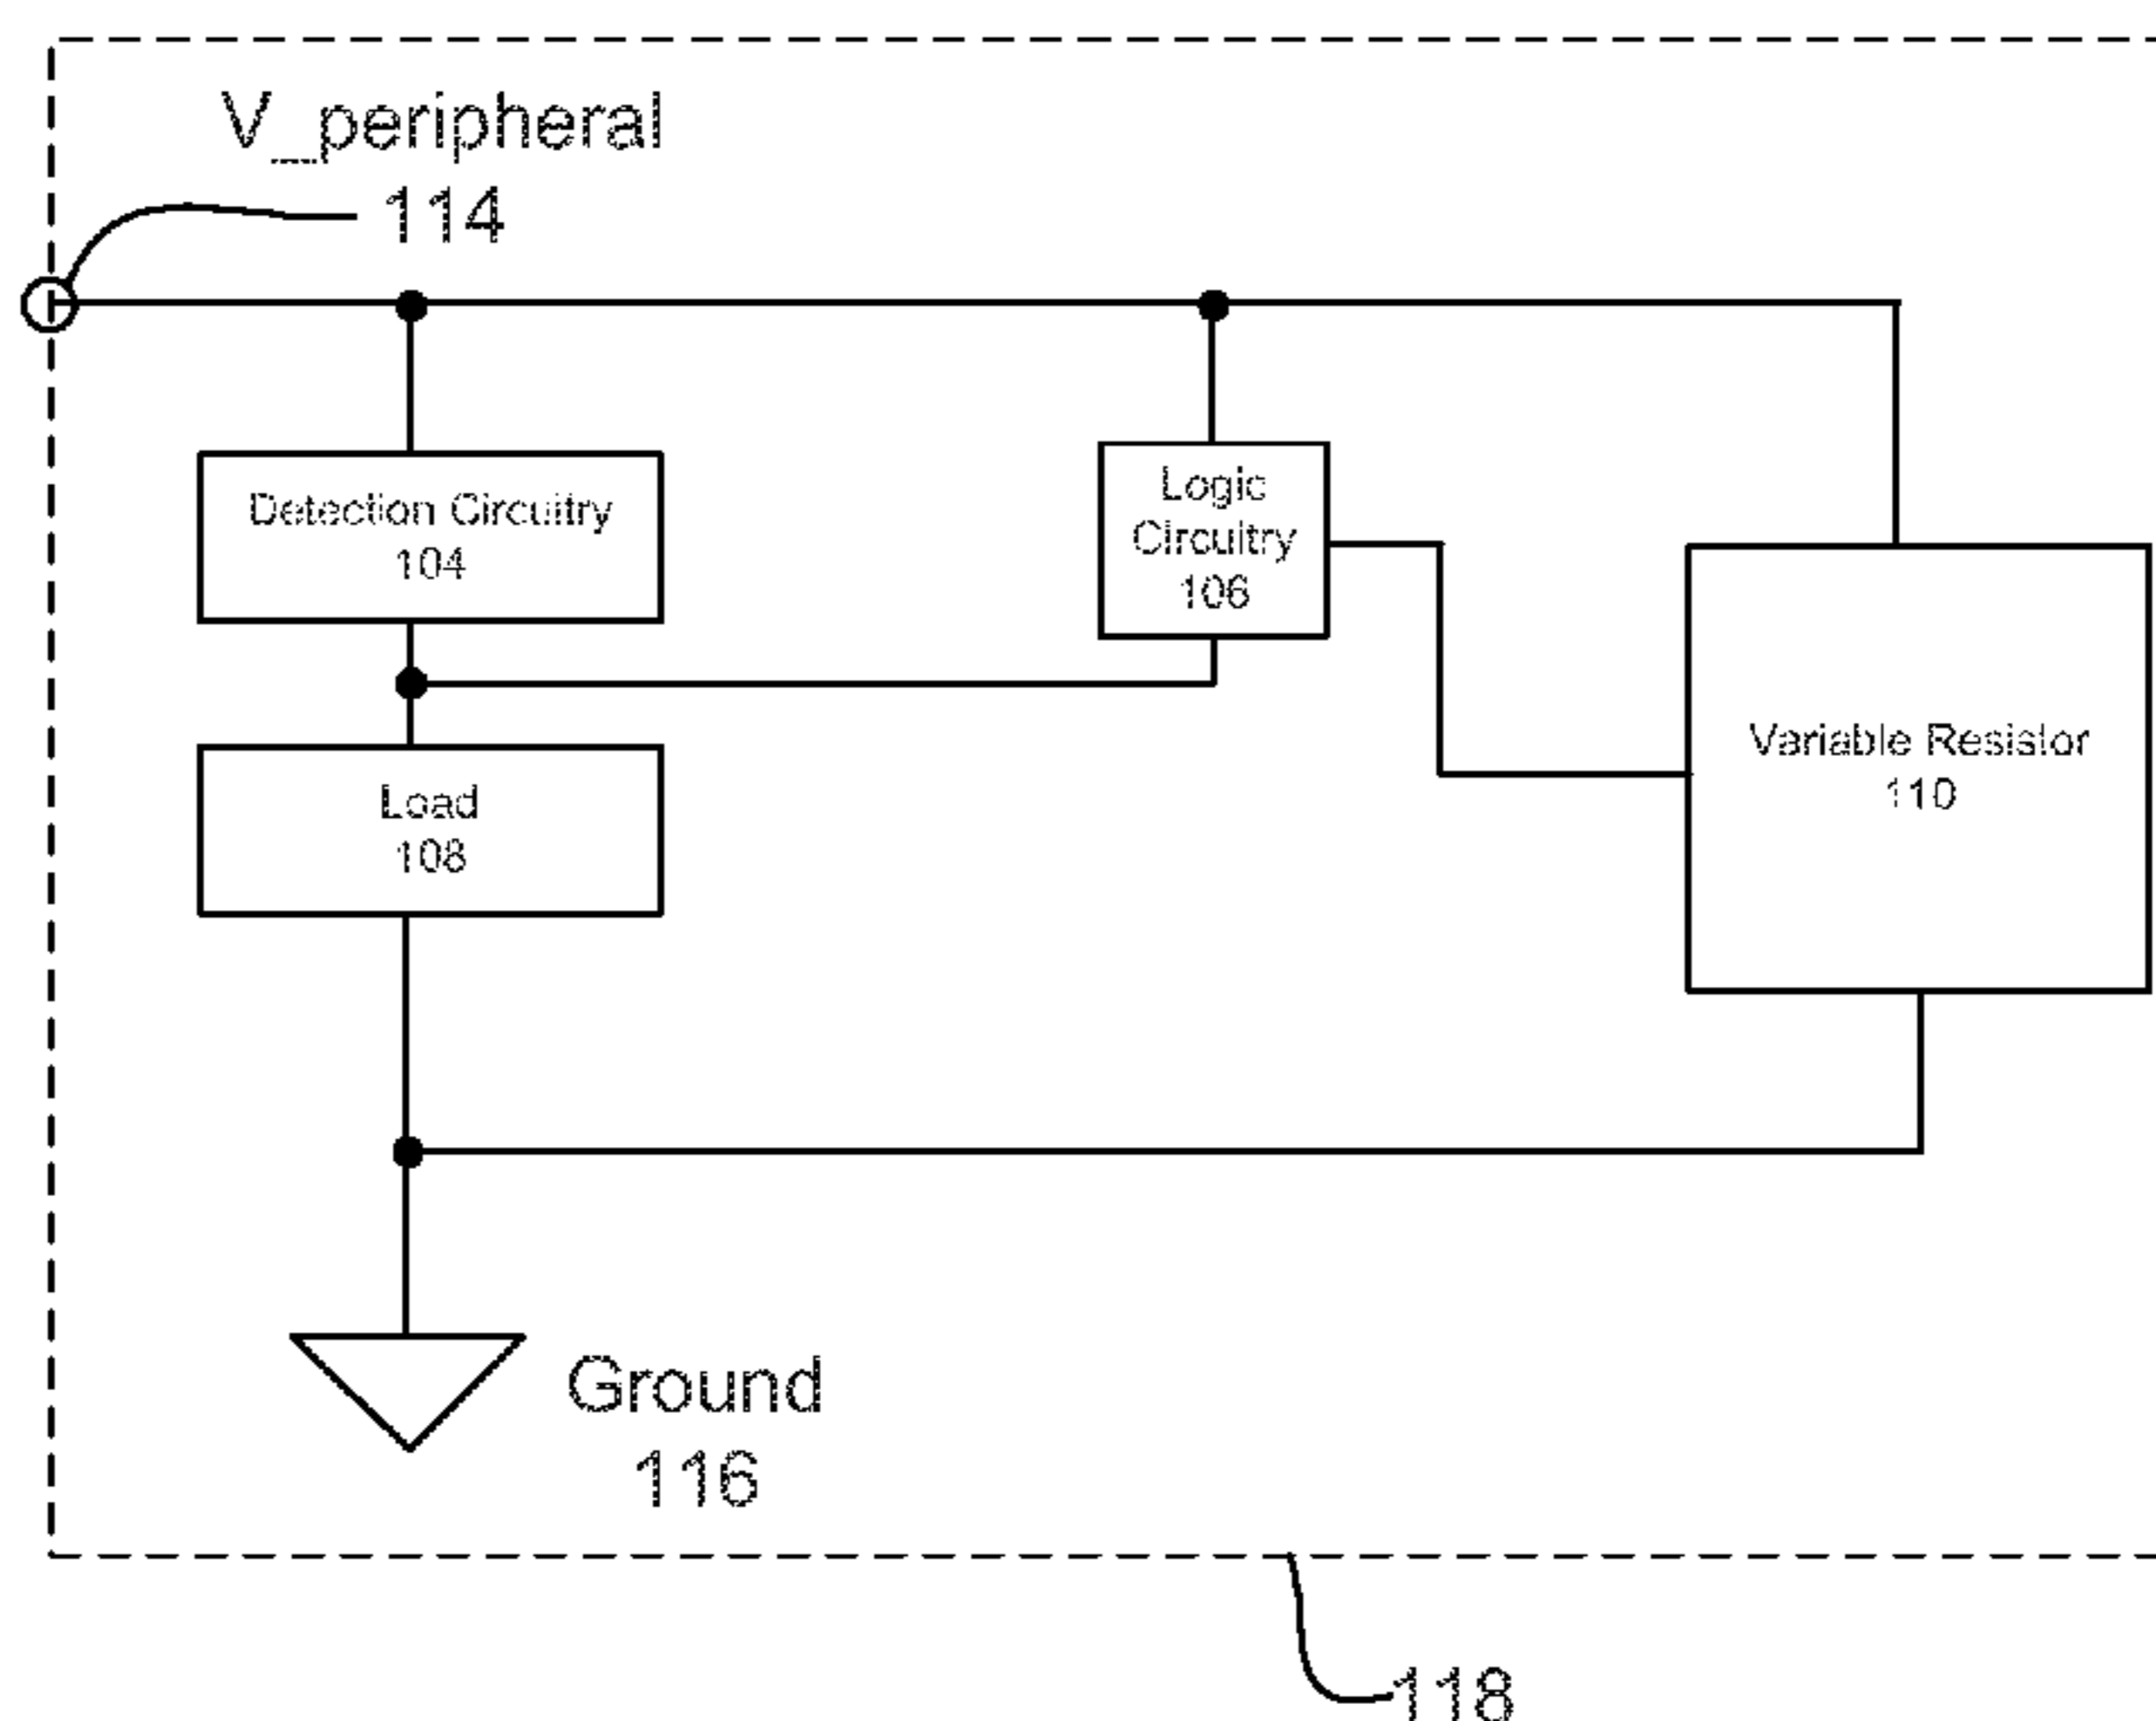 V_peripheral
114
Detection Circuitry
104
Logic
Circuitry
106
Load
108
Variable Resistor
110
Ground
116
118